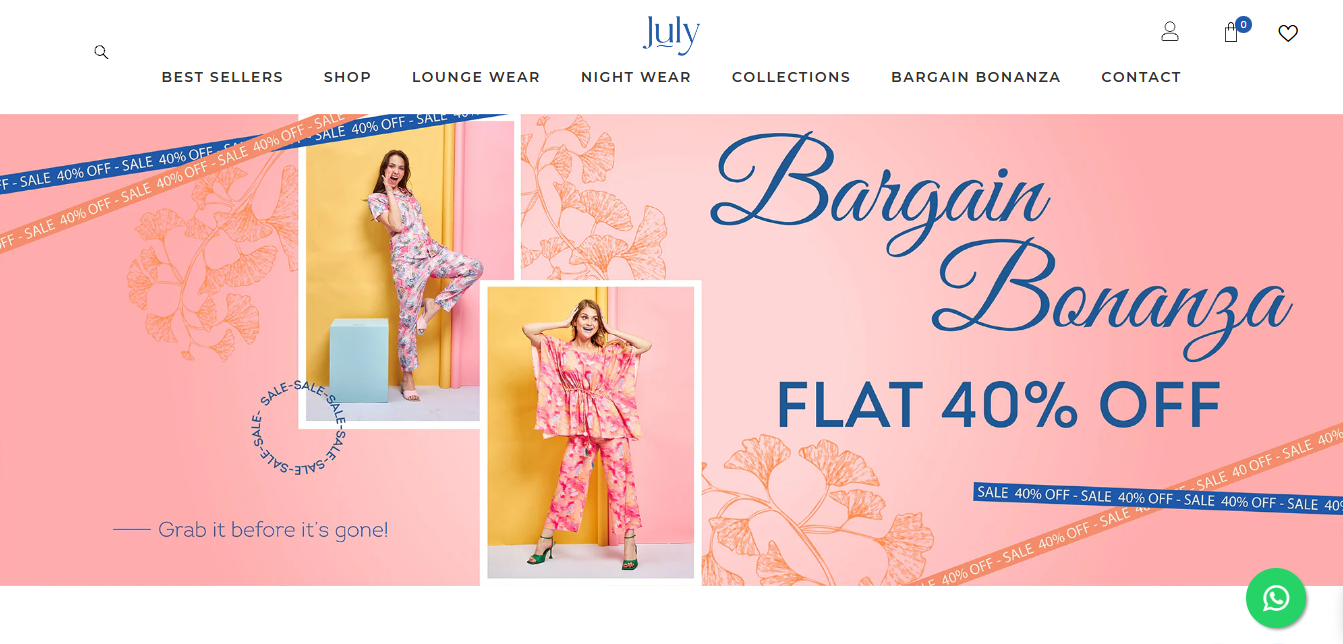 July
0
BEST SELLERS SHOP LOUNGE WEAR NIGHT WEAR COLLECTIONS BARGAIN BONANZA CONTACT
FF - SALE 40% OFF - SALE 40% OFF - SALE 40% OFF - SALE 40%
OFF - SALE 40% OFF - SALE 40% OFF - SALE 40% OFF - SALE
Bargain
Bonanza
FLAT 40% OFF
SALE-SALE-SALE-SALE-SALE-SALE-SALE-
Grab it before it's gone!
SALE 40% OFF - SALE 40% OFF - SALE 40% OFF - SALE 40%
40% OFF - SALE 40% OFF - SALE 40% OFF - SALE 40 OFF - SALE 40%